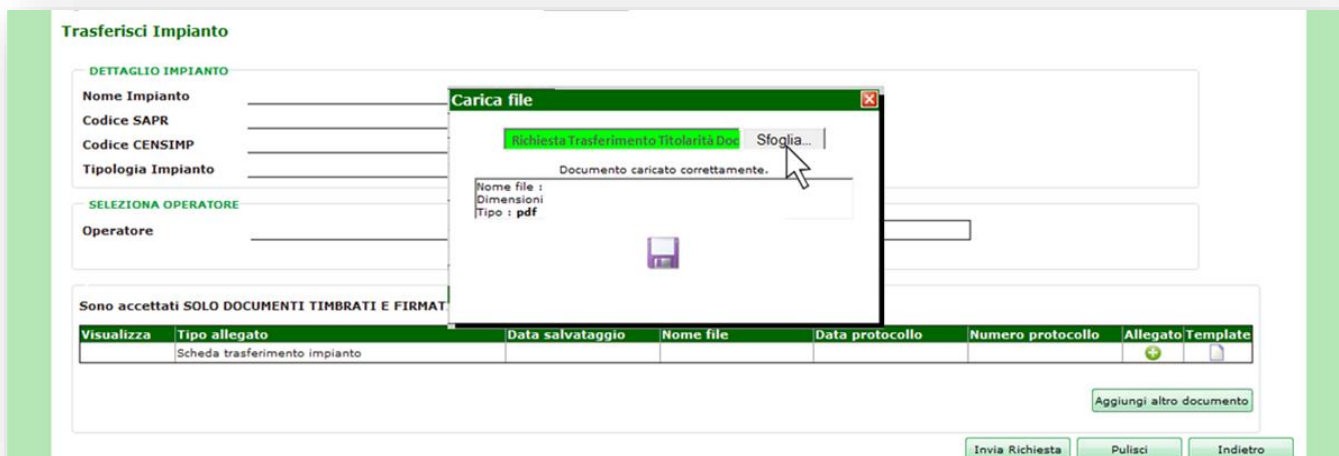 Trasferisci Impianto
DETTAGLIO IMPIANTO
Nome Impianto
Codice SAPR
Codice CENSIMP
Tipologia Impianto
Carica file
Richiesta Trasferimento Titolarità Doc Sfoglia...
Documento caricato correttamente.
Nome file :
Dimensioni
Tipo : pdf
SELEZIONA OPERATORE
Operatore
Sono accettati SOLO DOCUMENTI TIMBRATI E FIRMAT
Visualizza Tipo allegato Data salvataggio Nome file Data protocollo Numero protocollo Allegato Template
Scheda trasferimento impianto
Aggiungi altro documento
Invia Richiesta Pulisci Indietro